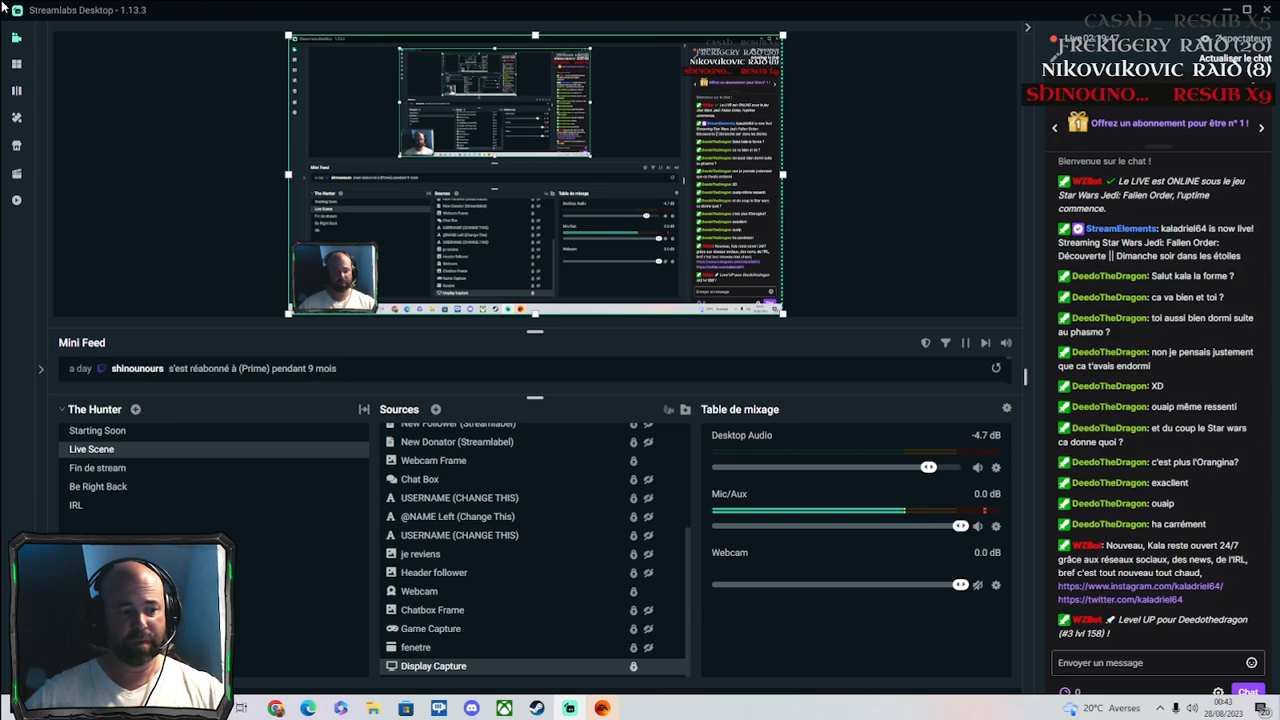 Streamlabs Desktop - 1.13.3
CASAB_ RESUB X5
NIKOVUKOVIC RAID (8)
SHINOUNO... RESUB X
Actualiser le cha
Offrez un abonnement pour être n° 1 !
Bienvenue sur le chat !
WZBot ✓ Le LIVE est ONLINE sous le jeu
Star Wars Jedi: Fallen Order, l'uptime
commence.
StreamElements: kaladriel64 is now live!
Streaming Star Wars Jedi: Fallen Order:
Découverte || Dimanche dans les étoiles
DeedoTheDragon: Salut kala la forme ?
DeedoTheDragon: ca va bien et toi ?
DeedoTheDragon: toi aussi bien dormi suite
au phasmo ?
DeedoTheDragon: non je pensais justement
que ca t'avais endormi
DeedoTheDragon: XD
DeedoTheDragon: ouaip même ressenti
DeedoTheDragon: et du coup le Star wars
ca donne quoi ?
DeedoTheDragon: c'est plus l'Orangina?
DeedoTheDragon: exacllent
DeedoTheDragon: ouaip
DeedoTheDragon: ha carrément
WZBot: Nouveau, Kala reste ouvert 24/7
grâce aux réseaux sociaux, des news, de l'IRL,
bref c'est tout nouveau tout chaud,
https://www.instagram.com/kaladriel64/
https://twitter.com/kaladriel64
WZBot 🚀 Level UP pour Deedothedragon
(#3 lvl 158) !
Envoyer un message
0
Chat
Mini Feed
a day shinounours s'est réabonné à (Prime) pendant 9 mois
The Hunter
Starting Soon
Live Scene
Fin de stream
Be Right Back
IRL
Sources
New Follower (Streamlabel)
New Donator (Streamlabel)
Webcam Frame
Chat Box
USERNAME (CHANGE THIS)
@NAME Left (Change This)
USERNAME (CHANGE THIS)
je reviens
Header follower
Webcam
Chatbox Frame
Game Capture
fenetre
Display Capture
Table de mixage
Desktop Audio -4.7 dB
Mic/Aux 0.0 dB
Webcam 0.0 dB
20°C Averses
00:43
28/08/2023